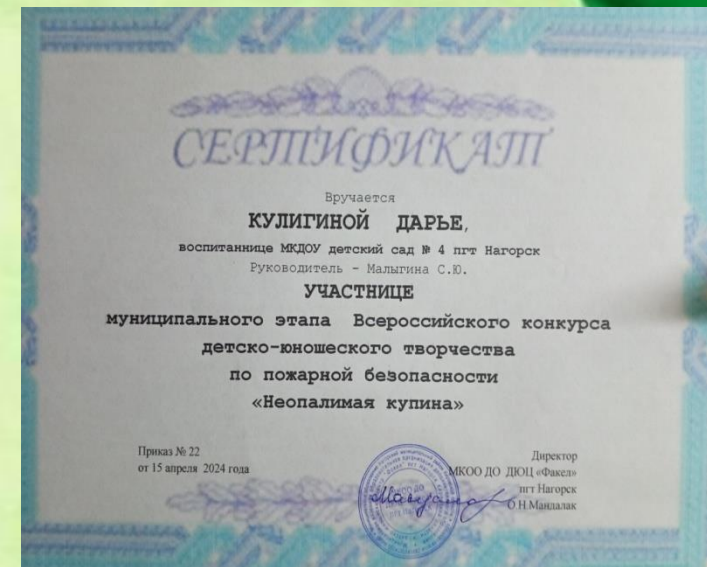 СЕРТИФИКАТ
Вручается
КУЛИГИНОЙ ДАРЬЕ,
воспитаннице МКДОУ детский сад № 4 пгт Нагорск
Руководитель - Малыгина С.Ю.
УЧАСТНИЦЕ
муниципального этапа Всероссийского конкурса
детско-юношеского творчества
по пожарной безопасности
«Неопалимая купина»
Приказ № 22
от 15 апреля 2024 года
Директор
МКОО ДО ДЮЦ «Факел»
пгт Нагорск
О.Н.Мандалак